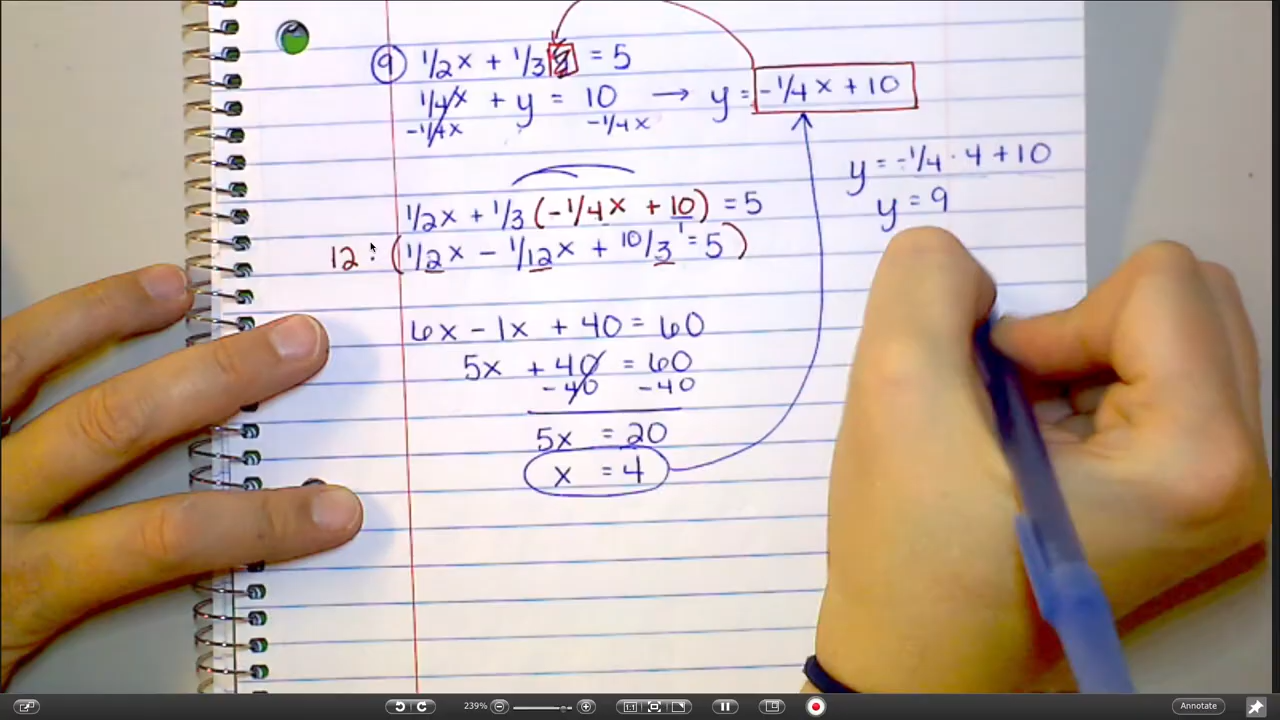 9 1/2x + 1/3y = 5
1/4x + y = 10 → y = -1/4x + 10
-1/4x -1/4x
y = -1/4 · 4 + 10
y = 9
1/2x + 1/3(-1/4x + 10) = 5
12 · (1/2x - 1/12x + 10/3 = 5)
6x - 1x + 40 = 60
5x + 40 = 60
-40 -40
5x = 20
x = 4
239%
1:1
Annotate